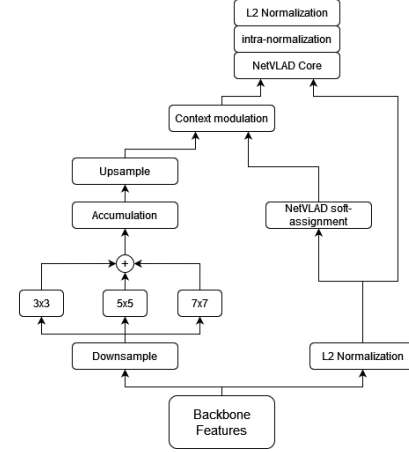 L2 Normalization
intra-normalization
NetVLAD Core
Context modulation
Upsample
Accumulation
NetVLAD soft-
assignment
+
3x3
5x5
7x7
Downsample
L2 Normalization
Backbone
Features